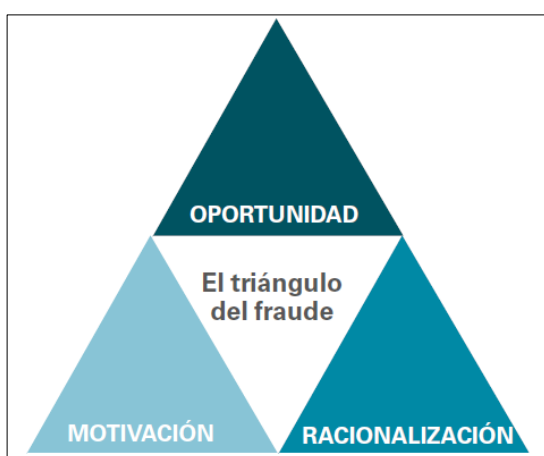 OPORTUNIDAD
El triángulo
del fraude
MOTIVACIÓN
RACIONALIZACIÓN